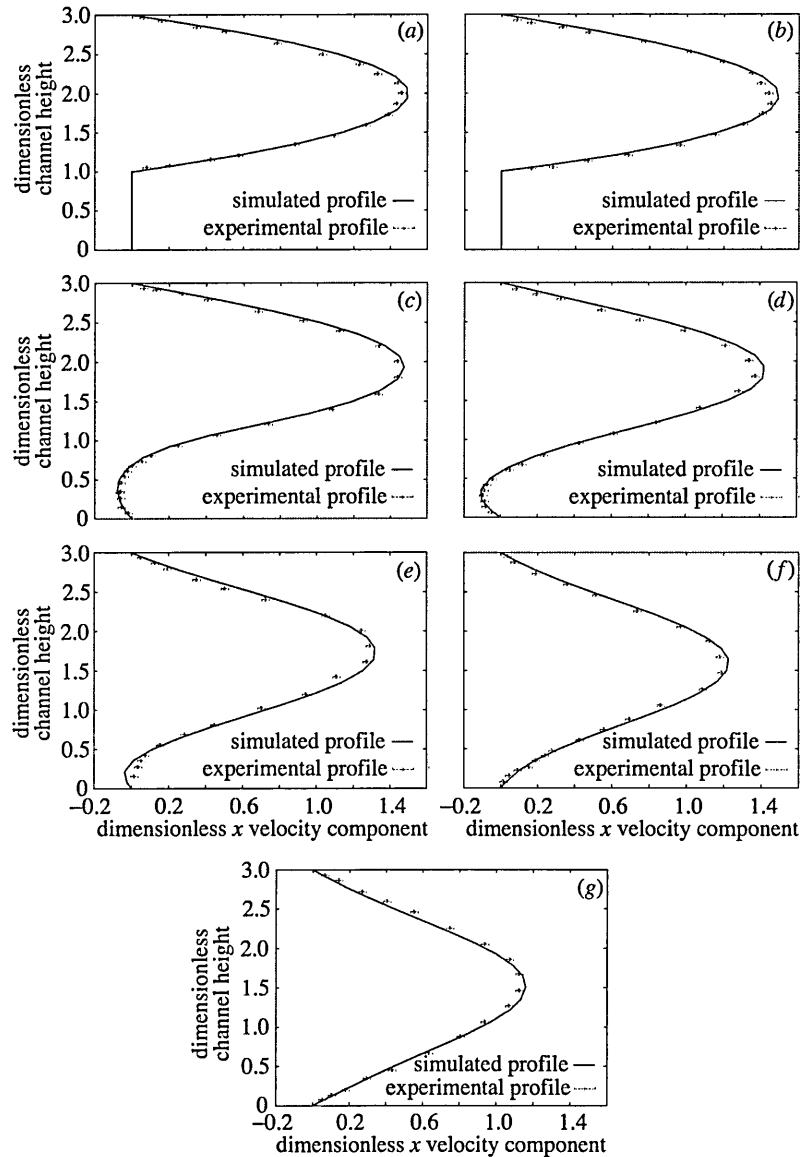 3.0
2.5
2.0
1.5
1.0
0.5
0
dimensionless
channel height
(a)
simulated profile
experimental profile
(b)
simulated profile
experimental profile
3.0
2.5
2.0
1.5
1.0
0.5
0
dimensionless
channel height
(c)
simulated profile
experimental profile
(d)
simulated profile
experimental profile
3.0
2.5
2.0
1.5
1.0
0.5
0
dimensionless
channel height
(e)
simulated profile
experimental profile
−0.2 0.2 0.6 1.0 1.4
dimensionless x velocity component
(f)
simulated profile
experimental profile
−0.2 0.2 0.6 1.0 1.4
dimensionless x velocity component
3.0
2.5
2.0
1.5
1.0
0.5
0
dimensionless
channel height
(g)
simulated profile
experimental profile
−0.2 0.2 0.6 1.0 1.4
dimensionless x velocity component